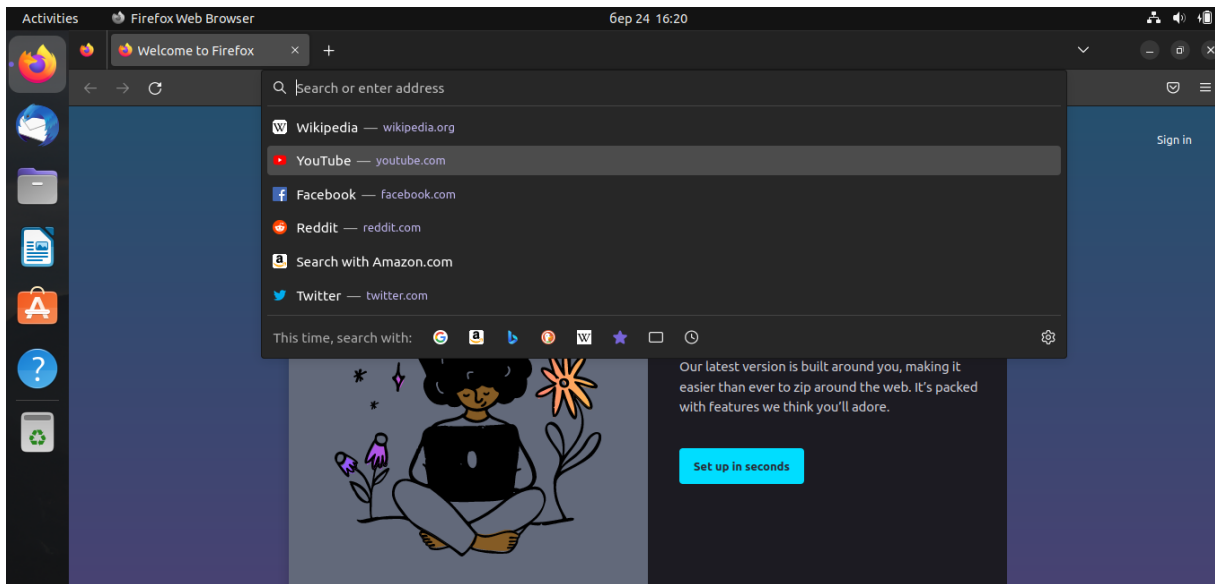 Activities Firefox Web Browser бер 24 16:20
Welcome to Firefox
Search or enter address
Wikipedia — wikipedia.org
Sign in
YouTube — youtube.com
Facebook — facebook.com
Reddit — reddit.com
Search with Amazon.com
Twitter — twitter.com
This time, search with:
Our latest version is built around you, making it
easier than ever to zip around the web. It's packed
with features we think you'll adore.
Set up in seconds